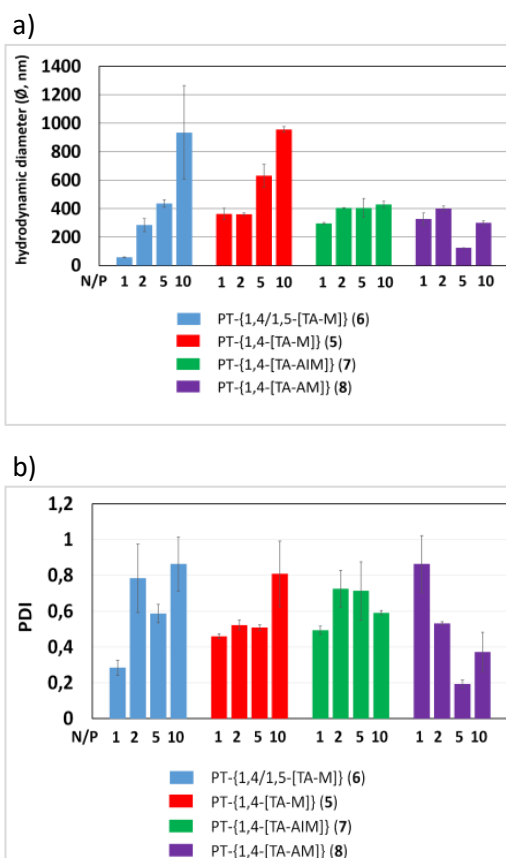 a)
hydrodynamic diameter (Ø, nm)
1400
1200
1000
800
600
400
200
0
N/P 1 2 5 10 1 2 5 10 1 2 5 10 1 2 5 10
PT-{1,4/1,5-[TA-M]} (6)
PT-{1,4-[TA-M]} (5)
PT-{1,4-[TA-AIM]} (7)
PT-{1,4-[TA-AM]} (8)
b)
PDI
1,2
1
0,8
0,6
0,4
0,2
0
N/P 1 2 5 10 1 2 5 10 1 2 5 10 1 2 5 10
PT-{1,4/1,5-[TA-M]} (6)
PT-{1,4-[TA-M]} (5)
PT-{1,4-[TA-AIM]} (7)
PT-{1,4-[TA-AM]} (8)